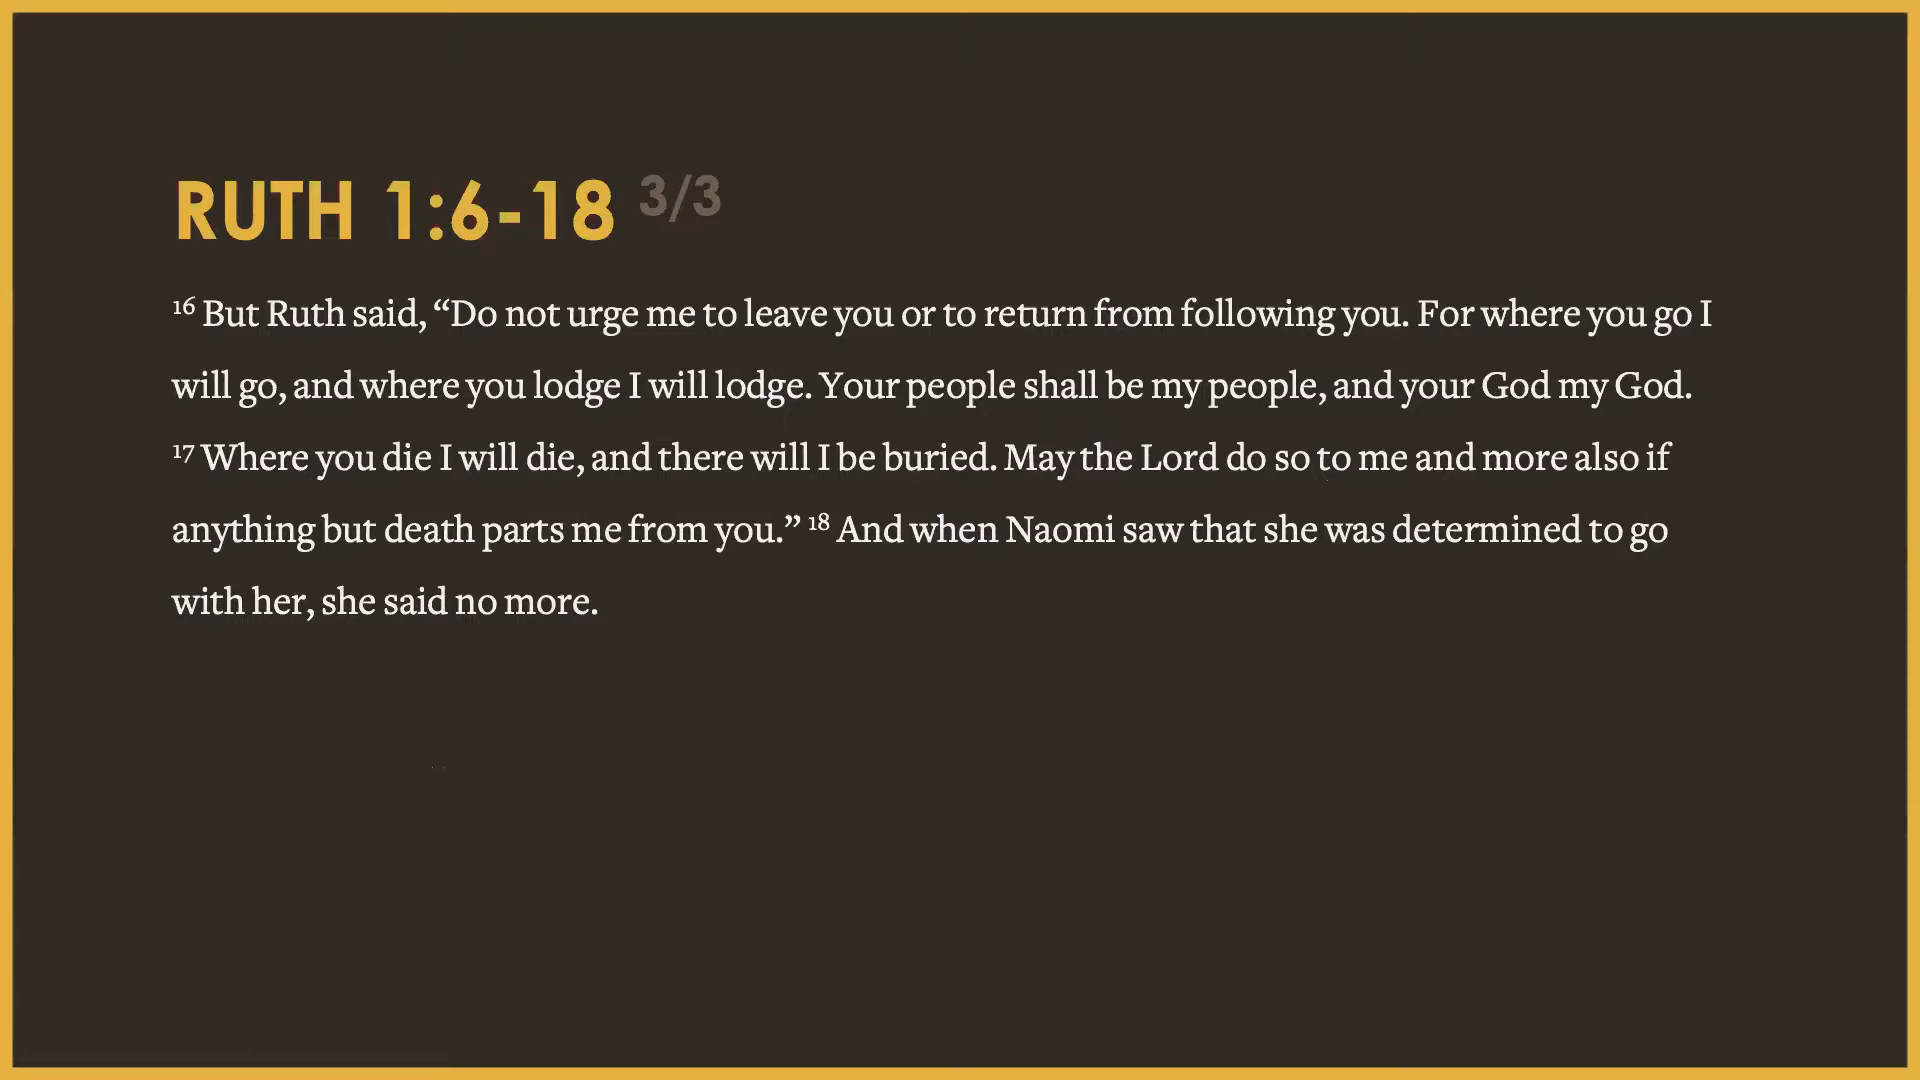 RUTH 1:6-18 3/3
16 But Ruth said, “Do not urge me to leave you or to return from following you. For where you go I
will go, and where you lodge I will lodge. Your people shall be my people, and your God my God.
17 Where you die I will die, and there will I be buried. May the Lord do so to me and more also if
anything but death parts me from you.” 18 And when Naomi saw that she was determined to go
with her, she said no more.